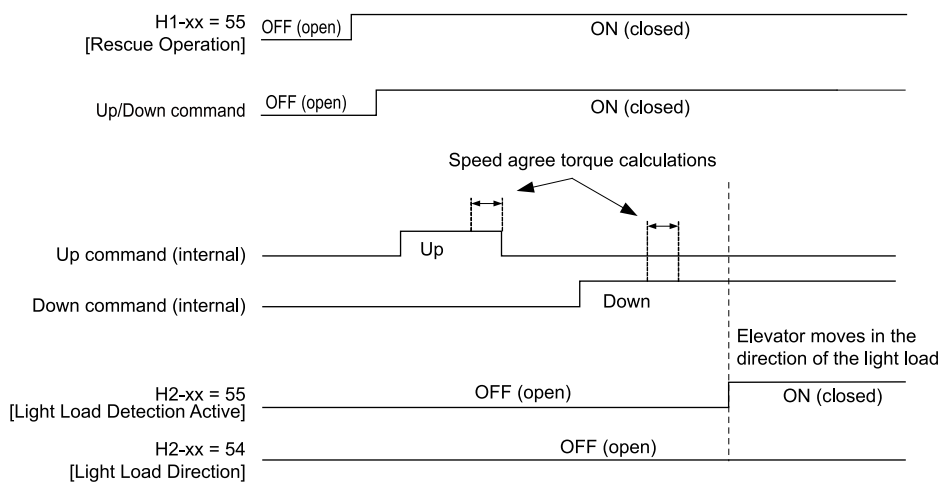 H1-xx = 55
[Rescue Operation]
OFF (open)
ON (closed)
Up/Down command
OFF (open)
ON (closed)
Speed agree torque calculations
Up command (internal)
Up
Down command (internal)
Down
Elevator moves in the
direction of the light load
H2-xx = 55
[Light Load Detection Active]
OFF (open)
ON (closed)
H2-xx = 54
[Light Load Direction]
OFF (open)